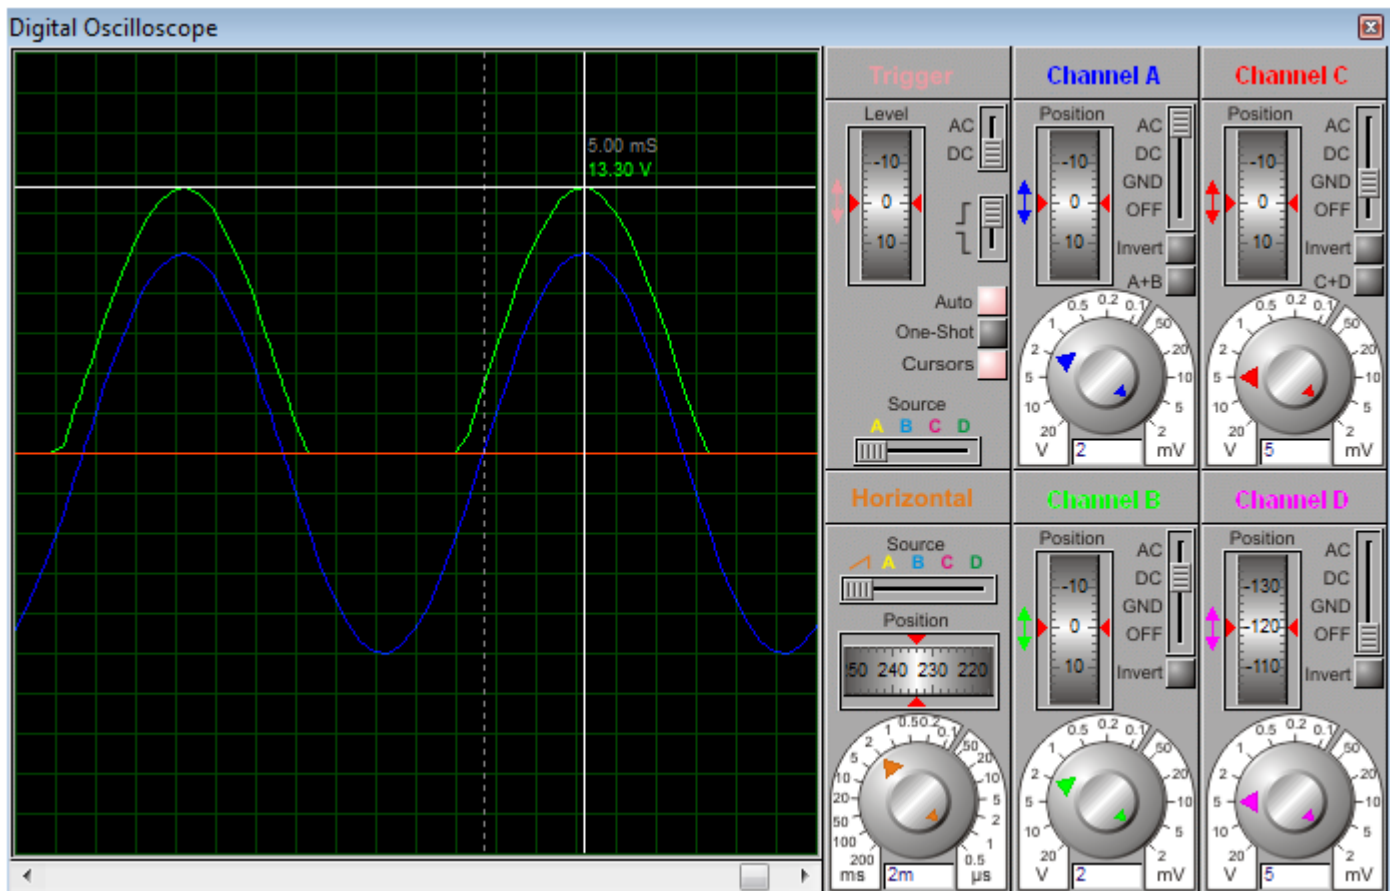 Digital Oscilloscope
5.00 mS
13.30 V
Trigger
Level
AC
DC
-10
0
10
Auto
One-Shot
Cursors
Source
A B C D
Channel A
Position
AC
DC
GND
OFF
-10
0
10
Invert
A+B
20 10 5 2 1 0.5 0.2 0.1 50 20 10 5 2
V 2 mV
Channel C
Position
AC
DC
GND
OFF
-10
0
10
Invert
C+D
20 10 5 2 1 0.5 0.2 0.1 50 20 10 5 2
V 5 mV
Horizontal
Source
A B C D
Position
50 240 230 220
200 100 50 20 10 5 2 1 0.5 0.2 0.1 50 20 10 5 2 1 0.5
ms 2m µs
Channel B
Position
AC
DC
GND
OFF
-10
0
10
Invert
20 10 5 2 1 0.5 0.2 0.1 50 20 10 5 2
V 2 mV
Channel D
Position
AC
DC
GND
OFF
-130
-120
-110
Invert
20 10 5 2 1 0.5 0.2 0.1 50 20 10 5 2
V 5 mV